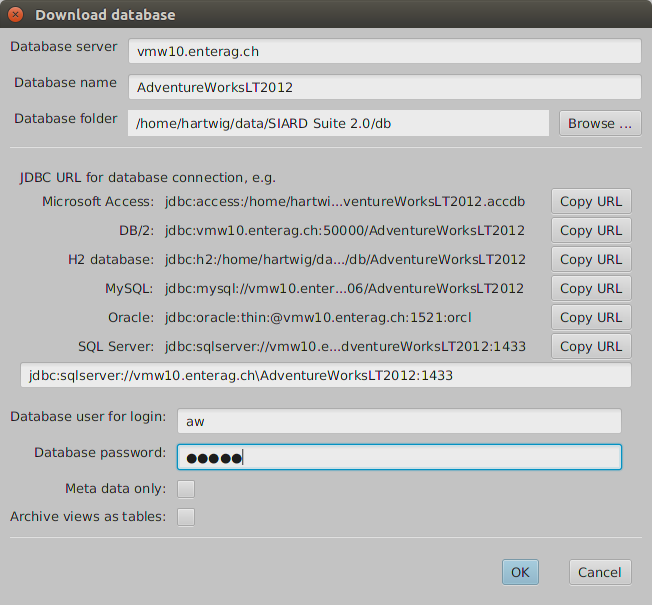 Download database
Database server vmw10.enterag.ch
Database name AdventureWorksLT2012
Database folder /home/hartwig/data/SIARD Suite 2.0/db Browse ...
JDBC URL for database connection, e.g.
Microsoft Access: jdbc:access:/home/hartwi...ventureWorksLT2012.accdb Copy URL
DB/2: jdbc:vmw10.enterag.ch:50000/AdventureWorksLT2012 Copy URL
H2 database: jdbc:h2:/home/hartwig/da.../db/AdventureWorksLT2012 Copy URL
MySQL: jdbc:mysql://vmw10.enter...06/AdventureWorksLT2012 Copy URL
Oracle: jdbc:oracle:thin:@vmw10.enterag.ch:1521:orcl Copy URL
SQL Server: jdbc:sqlserver://vmw10.e...dventureWorksLT2012:1433 Copy URL
jdbc:sqlserver://vmw10.enterag.ch\AdventureWorksLT2012:1433
Database user for login: aw
Database password: ●●●●●
Meta data only:
Archive views as tables:
OK Cancel